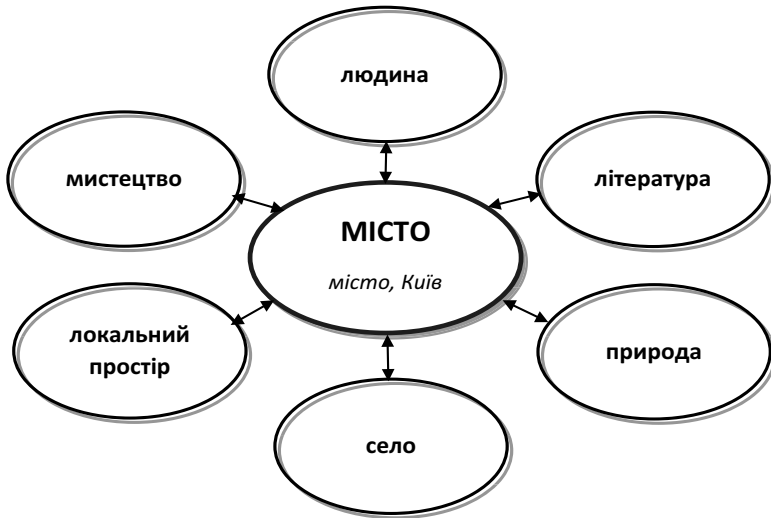 людина
мистецтво
література
МІСТО
місто, Київ
локальний
простір
природа
село